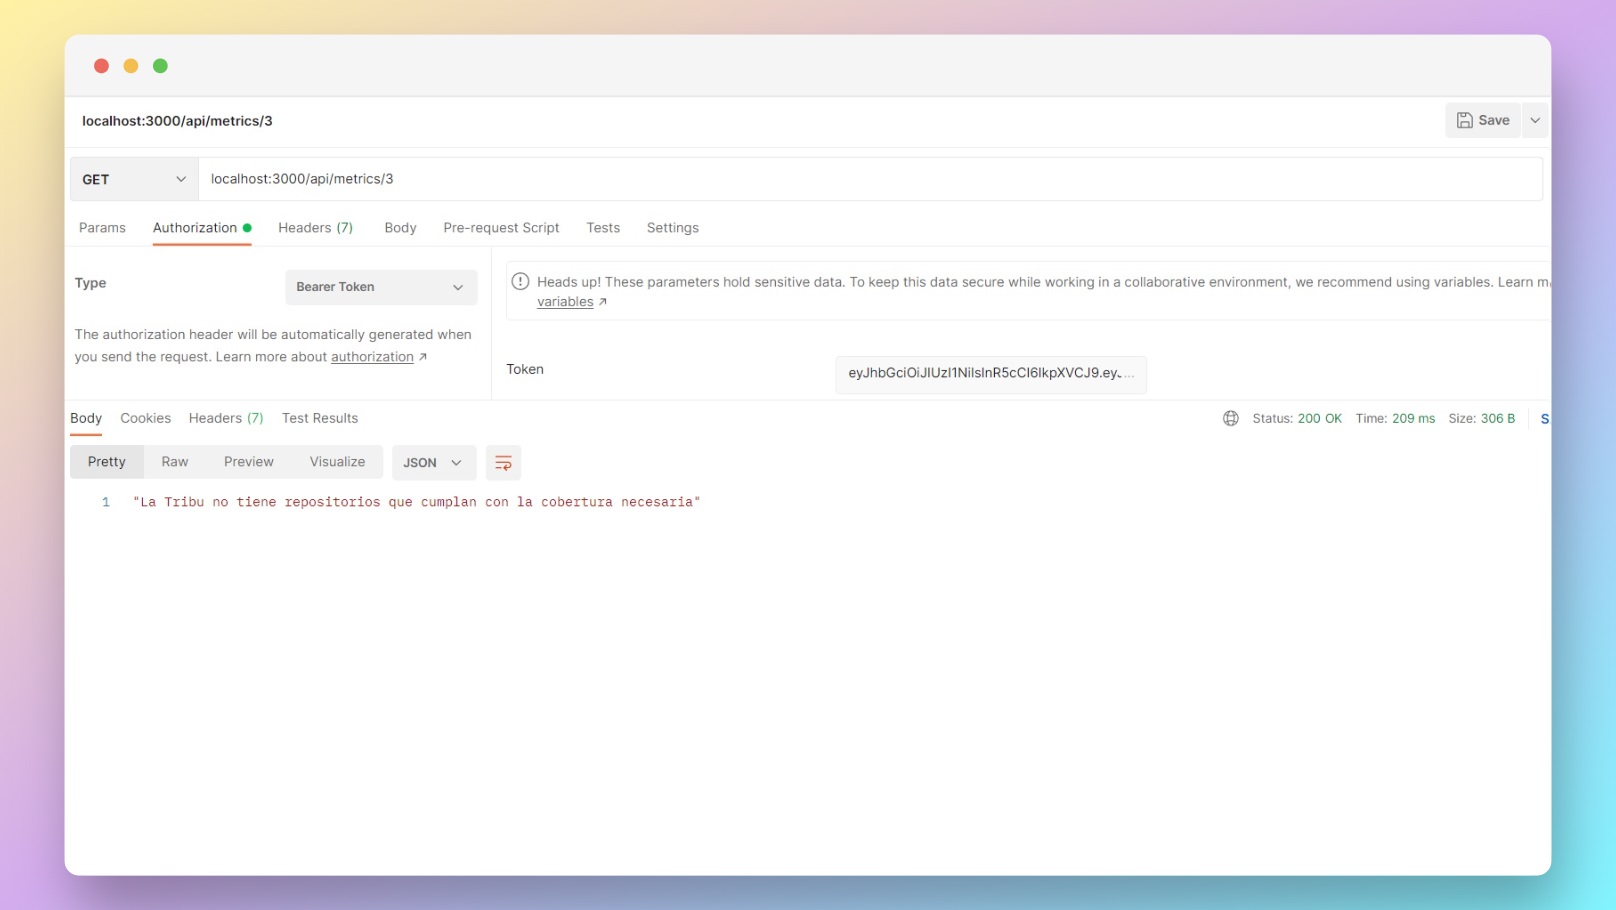 localhost:3000/api/metrics/3
Save
GET
localhost:3000/api/metrics/3
Params Authorization Headers (7) Body Pre-request Script Tests Settings
Type
Bearer Token
Heads up! These parameters hold sensitive data. To keep this data secure while working in a collaborative environment, we recommend using variables. Learn m
variables ↗
The authorization header will be automatically generated when
you send the request. Learn more about authorization ↗
Token
eyJhbGciOiJIUzI1NiIsInR5cCI6IkpXVCJ9.eyJ...
Body Cookies Headers (7) Test Results
Status: 200 OK Time: 209 ms Size: 306 B
S
Pretty Raw Preview Visualize JSON
1 "La Tribu no tiene repositorios que cumplan con la cobertura necesaria"